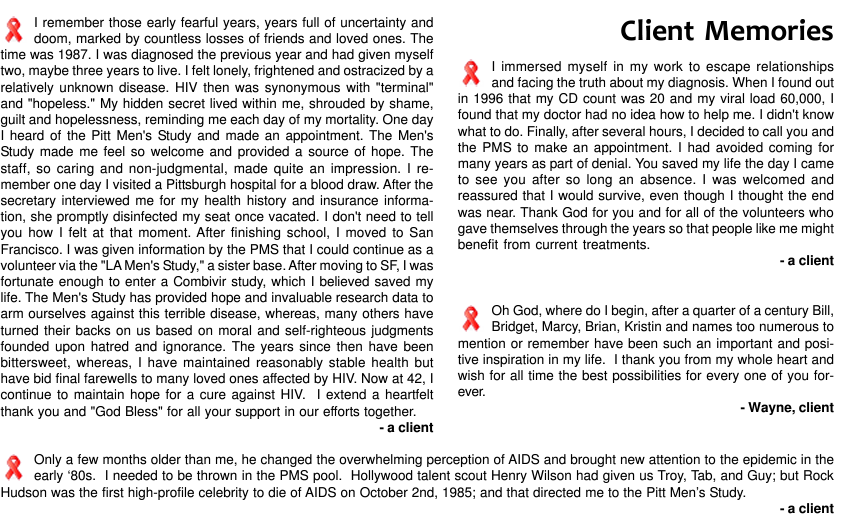 I remember those early fearful years, years full of uncertainty and
doom, marked by countless losses of friends and loved ones. The
time was 1987. I was diagnosed the previous year and had given myself
two, maybe three years to live. I felt lonely, frightened and ostracized by a
relatively unknown disease. HIV then was synonymous with "terminal"
and "hopeless." My hidden secret lived within me, shrouded by shame,
guilt and hopelessness, reminding me each day of my mortality. One day
I heard of the Pitt Men's Study and made an appointment. The Men's
Study made me feel so welcome and provided a source of hope. The
staff, so caring and non-judgmental, made quite an impression. I re-
member one day I visited a Pittsburgh hospital for a blood draw. After the
secretary interviewed me for my health history and insurance informa-
tion, she promptly disinfected my seat once vacated. I don't need to tell
you how I felt at that moment. After finishing school, I moved to San
Francisco. I was given information by the PMS that I could continue as a
volunteer via the "LA Men's Study," a sister base. After moving to SF, I was
fortunate enough to enter a Combivir study, which I believed saved my
life. The Men's Study has provided hope and invaluable research data to
arm ourselves against this terrible disease, whereas, many others have
turned their backs on us based on moral and self-righteous judgments
founded upon hatred and ignorance. The years since then have been
bittersweet, whereas, I have maintained reasonably stable health but
have bid final farewells to many loved ones affected by HIV. Now at 42, I
continue to maintain hope for a cure against HIV. I extend a heartfelt
thank you and "God Bless" for all your support in our efforts together.
- a client
Client Memories
I immersed myself in my work to escape relationships
and facing the truth about my diagnosis. When I found out
in 1996 that my CD count was 20 and my viral load 60,000, I
found that my doctor had no idea how to help me. I didn't know
what to do. Finally, after several hours, I decided to call you and
the PMS to make an appointment. I had avoided coming for
many years as part of denial. You saved my life the day I came
to see you after so long an absence. I was welcomed and
reassured that I would survive, even though I thought the end
was near. Thank God for you and for all of the volunteers who
gave themselves through the years so that people like me might
benefit from current treatments.
- a client
Oh God, where do I begin, after a quarter of a century Bill,
Bridget, Marcy, Brian, Kristin and names too numerous to
mention or remember have been such an important and posi-
tive inspiration in my life. I thank you from my whole heart and
wish for all time the best possibilities for every one of you for-
ever.
- Wayne, client
Only a few months older than me, he changed the overwhelming perception of AIDS and brought new attention to the epidemic in the
early ‘80s. I needed to be thrown in the PMS pool. Hollywood talent scout Henry Wilson had given us Troy, Tab, and Guy; but Rock
Hudson was the first high-profile celebrity to die of AIDS on October 2nd, 1985; and that directed me to the Pitt Men’s Study.
- a client